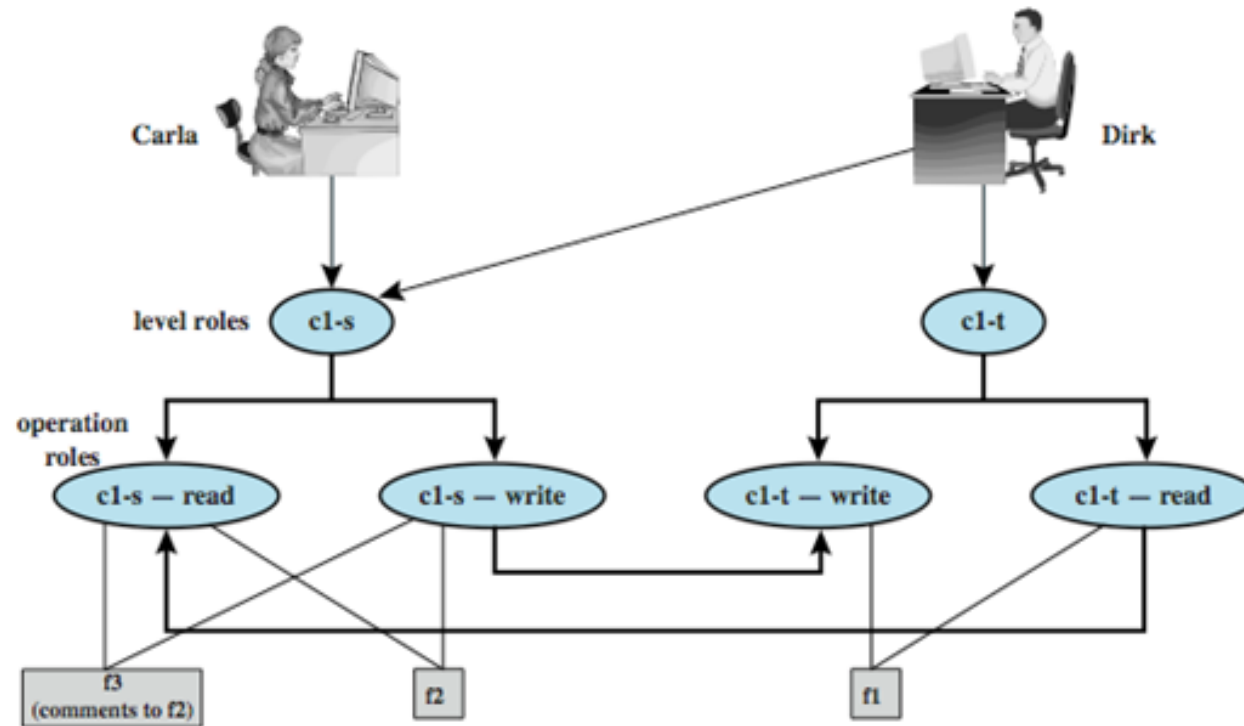 Carla
Dirk
level roles
c1-s
c1-t
operation
roles
c1-s — read
c1-s — write
c1-t — write
c1-t — read
f3
(comments to f2)
f2
f1